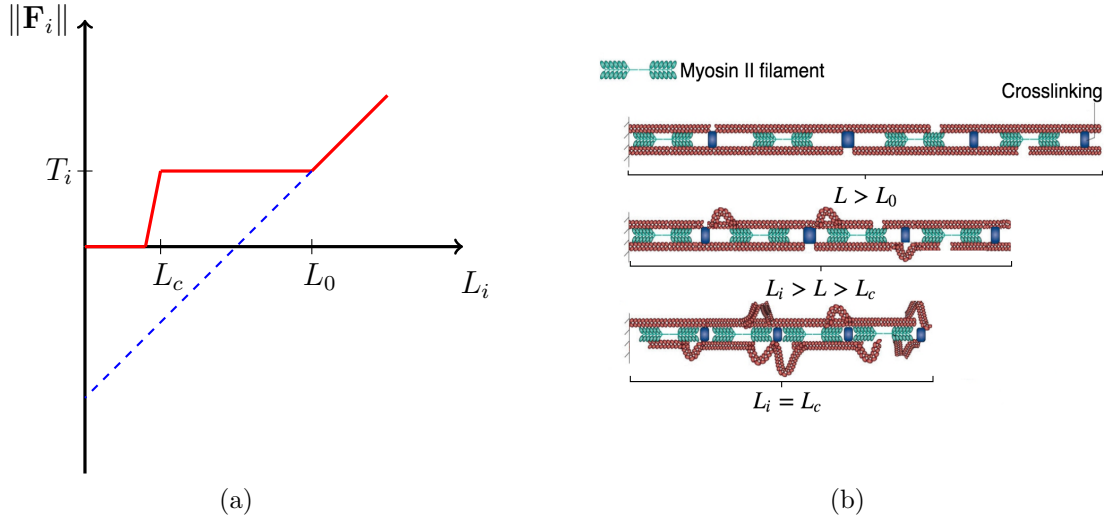 ‖F_i‖
T_i
L_c
L_0
L_i
(a)
Myosin II filament
Crosslinking
L > L_0
L_i > L > L_c
L_i = L_c
(b)